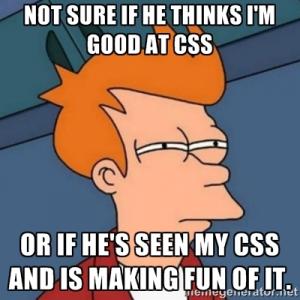 NOT SURE IF HE THINKS I'M
GOOD AT CSS
OR IF HE'S SEEN MY CSS
AND IS MAKING FUN OF IT.
memegenerator.net